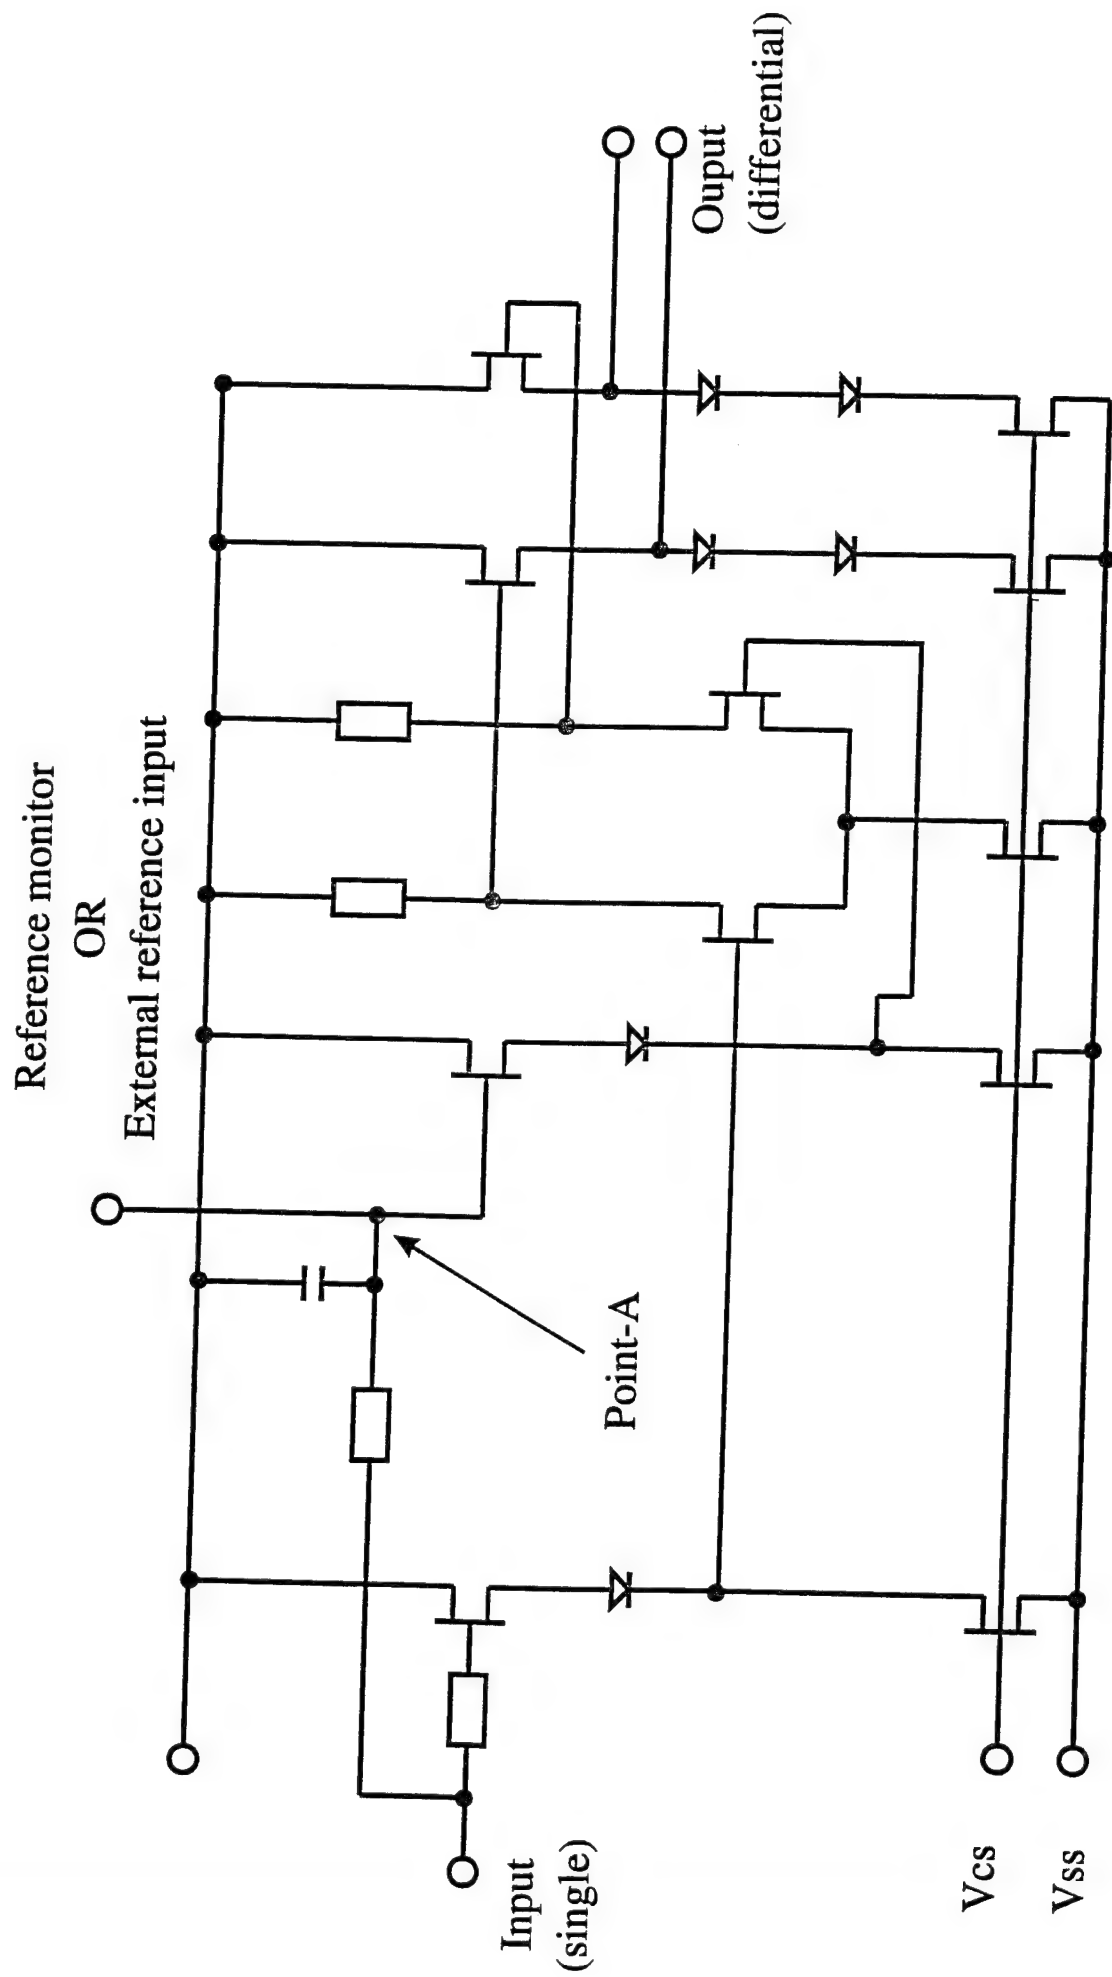 Reference monitor
OR
External reference input
Input
(single)
Point-A
Ouput
(differential)
Vcs
Vss